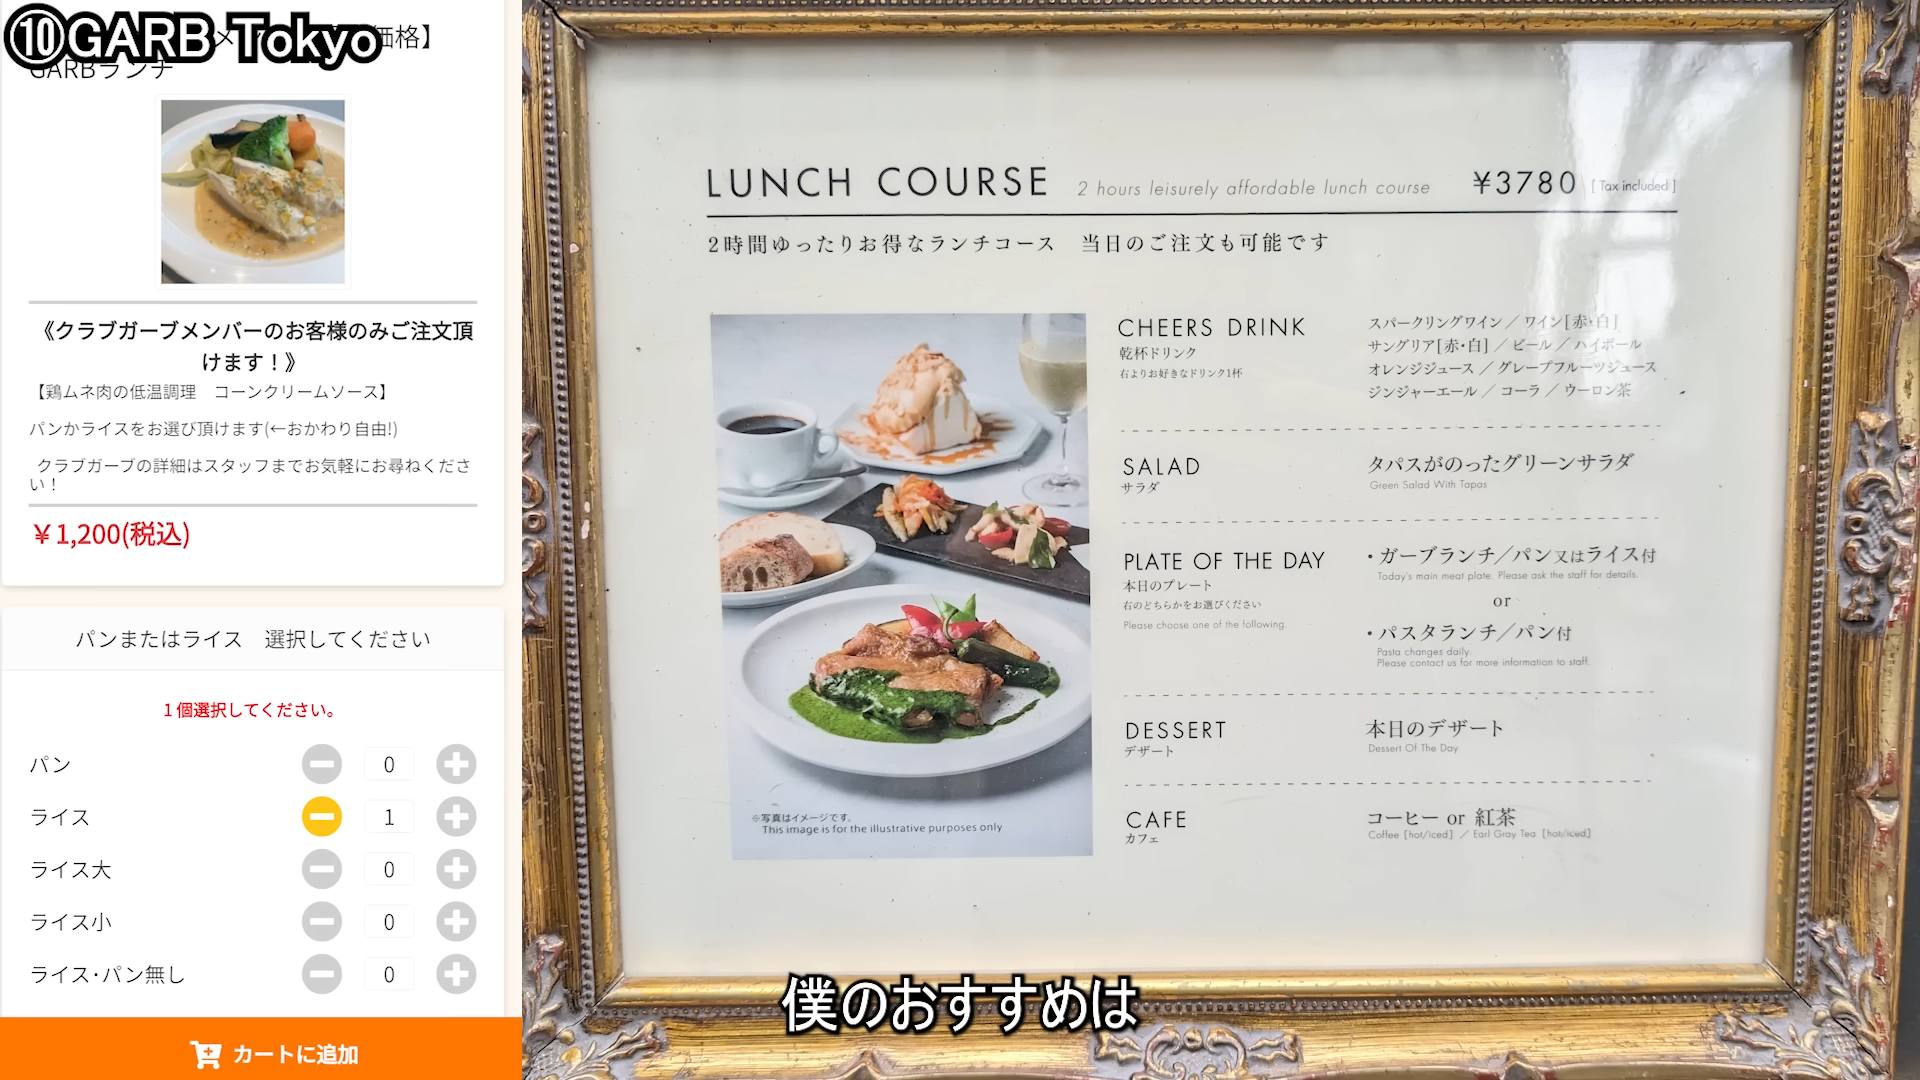 ⑩GARB Tokyo
価格】
GARBランチ
《クラブガーブメンバーのお客様のみご注文頂
けます！》
【鶏ムネ肉の低温調理　コーンクリームソース】
パンかライスをお選び頂けます(←おかわり自由!)
クラブガーブの詳細はスタッフまでお気軽にお尋ねくださ
い！
￥1,200(税込)
パンまたはライス　選択してください
1個選択してください。
パン 0
ライス 1
ライス大 0
ライス小 0
ライス・パン無し 0
カートに追加
LUNCH COURSE 2 hours leisurely affordable lunch course ¥3780 [ Tax included ]
2時間ゆったりお得なランチコース　当日のご注文も可能です
CHEERS DRINK
乾杯ドリンク
右よりお好きなドリンク1杯
スパークリングワイン／ワイン[赤・白]
サングリア[赤・白]／ビール／ハイボール
オレンジジュース／グレープフルーツジュース
ジンジャーエール／コーラ／ウーロン茶
SALAD
サラダ
タパスがのったグリーンサラダ
Green Salad With Tapas
PLATE OF THE DAY
本日のプレート
右のどちらかをお選びください
Please choose one of the following.
・ガーブランチ／パン又はライス付
Today's main meat plate. Please ask the staff for details.
or
・パスタランチ／パン付
Pasta changes daily.
Please contact us for more information to staff.
DESSERT
デザート
本日のデザート
Dessert Of The Day
CAFE
カフェ
コーヒー or 紅茶
Coffee [hot/iced] ／ Earl Gray Tea [hot/iced]
※写真はイメージです。
This image is for the illustrative purposes only
僕のおすすめは